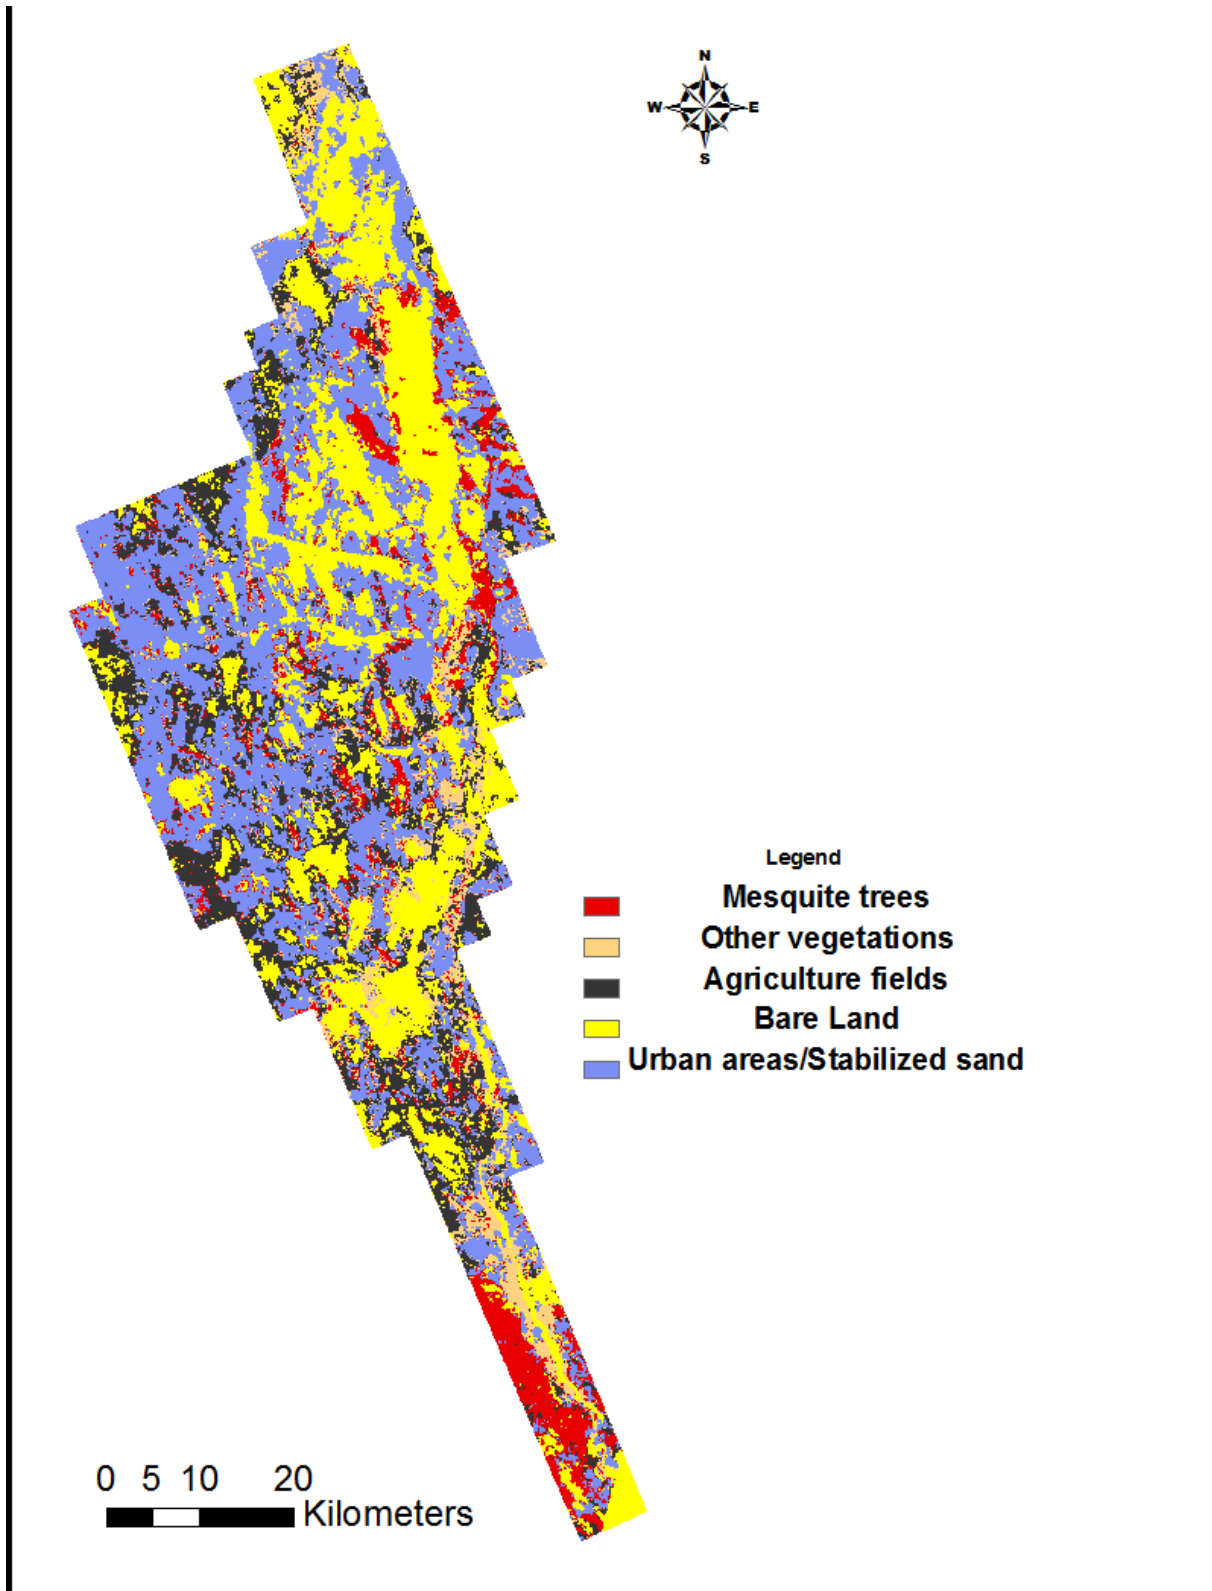 N
W E
S
Legend
Mesquite trees
Other vegetations
Agriculture fields
Bare Land
Urban areas/Stabilized sand
0 5 10 20
Kilometers